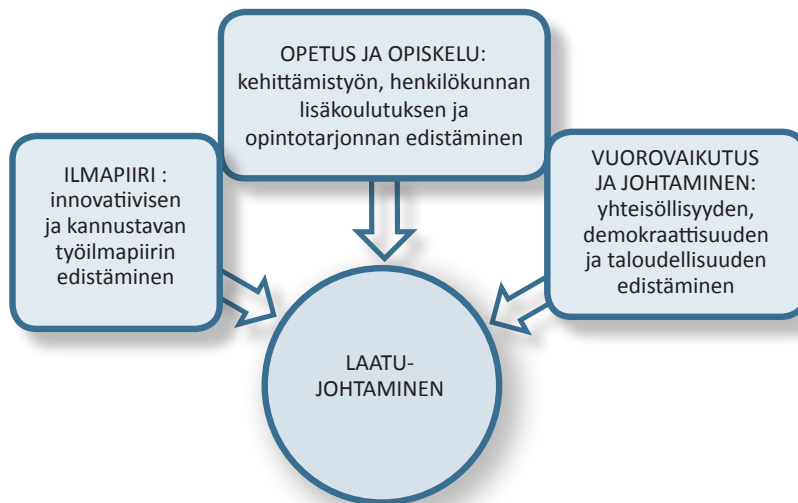 OPETUS JA OPISKELU:
kehittämistyön, henkilökunnan
lisäkoulutuksen ja
opintotarjonnan edistäminen
ILMAPIIRI :
innovatiivisen
ja kannustavan
työilmapiirin
edistäminen
VUOROVAIKUTUS
JA JOHTAMINEN:
yhteisöllisyyden,
demokraattisuuden
ja taloudellisuuden
edistäminen
LAATU-
JOHTAMINEN